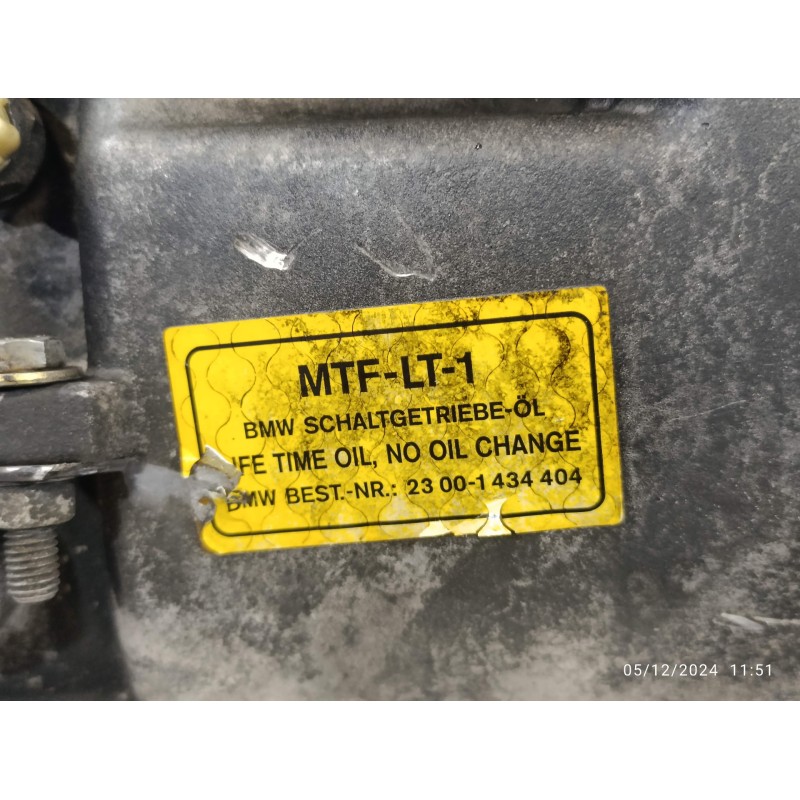 MTF-LT-1
BMW SCHALTGETRIEBE-ÖL
IFE TIME OIL, NO OIL CHANGE
BMW BEST.-NR.: 23 00-1 434 404
05/12/2024 11:51